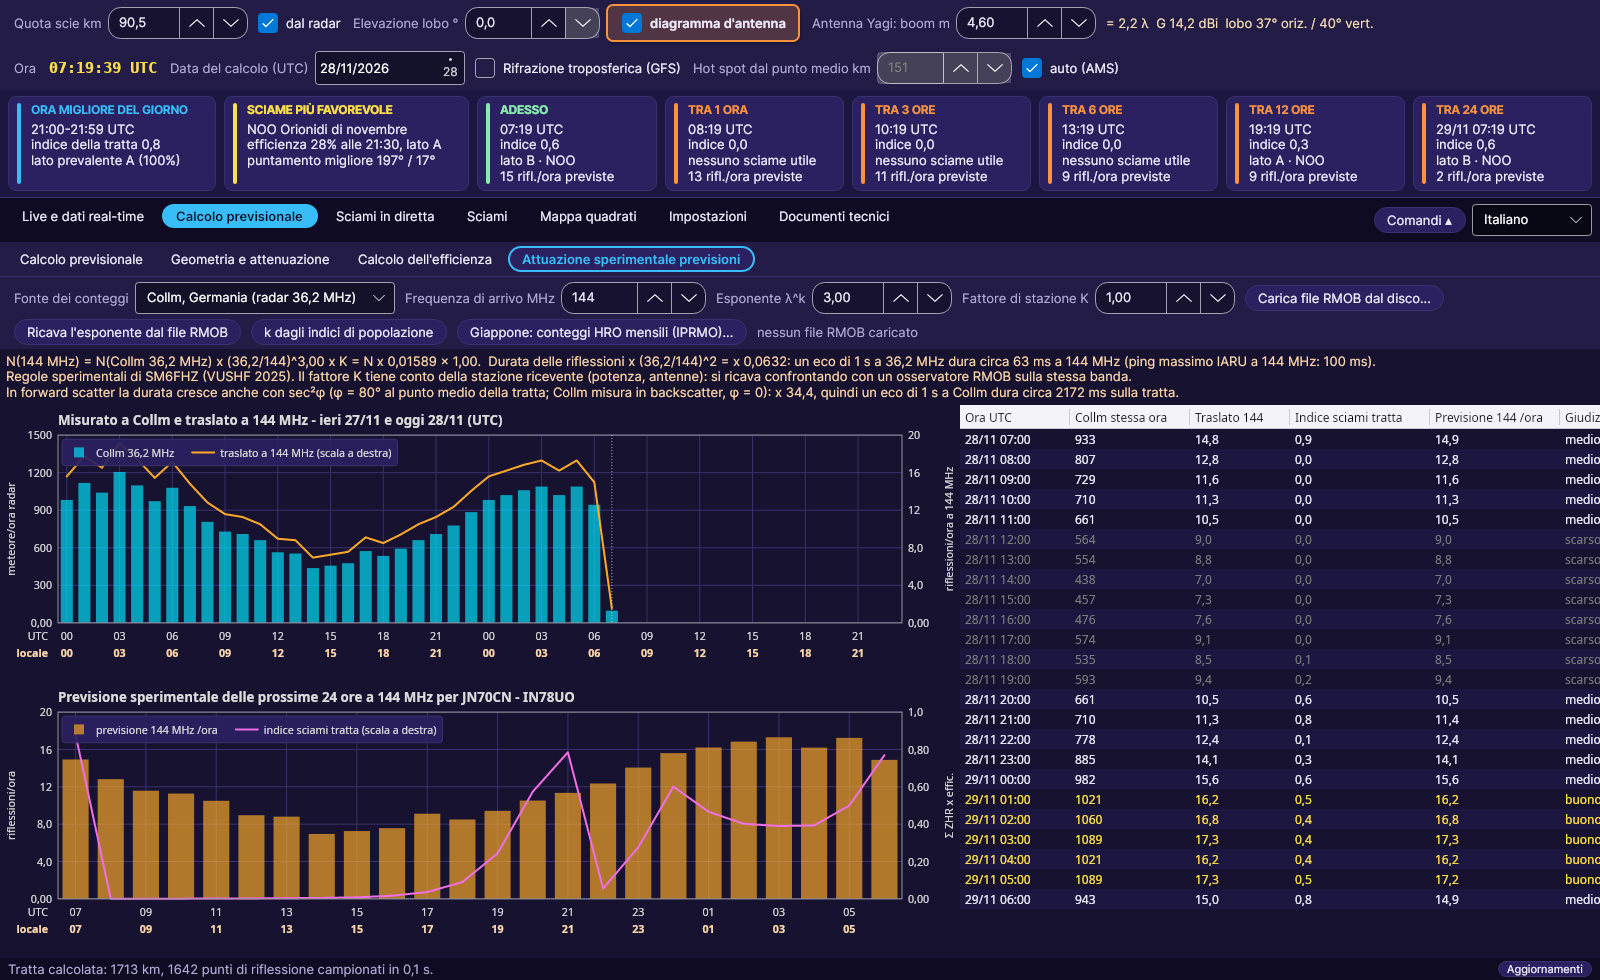 Quota scie km 90,5 dal radar Elevazione lobo ° 0,0 diagramma d'antenna Antenna Yagi: boom m 4,60 = 2,2 λ G 14,2 dBi lobo 37° oriz. / 40° vert.
Ora 07:19:39 UTC Data del calcolo (UTC) 28/11/2026 28 Rifrazione troposferica (GFS) Hot spot dal punto medio km 151 auto (AMS)
ORA MIGLIORE DEL GIORNO
21:00-21:59 UTC
indice della tratta 0,8
lato prevalente A (100%)
SCIAME PIÙ FAVOREVOLE
NOO Orionidi di novembre
efficienza 28% alle 21:30, lato A
puntamento migliore 197° / 17°
ADESSO
07:19 UTC
indice 0,6
lato B · NOO
15 rifl./ora previste
TRA 1 ORA
08:19 UTC
indice 0,0
nessuno sciame utile
13 rifl./ora previste
TRA 3 ORE
10:19 UTC
indice 0,0
nessuno sciame utile
11 rifl./ora previste
TRA 6 ORE
13:19 UTC
indice 0,0
nessuno sciame utile
9 rifl./ora previste
TRA 12 ORE
19:19 UTC
indice 0,3
lato A · NOO
9 rifl./ora previste
TRA 24 ORE
29/11 07:19 UTC
indice 0,6
lato B · NOO
2 rifl./ora previste
Live e dati real-time Calcolo previsionale Sciami in diretta Sciami Mappa quadrati Impostazioni Documenti tecnici Comandi ▴ Italiano
Calcolo previsionale Geometria e attenuazione Calcolo dell'efficienza Attuazione sperimentale previsioni
Fonte dei conteggi Collm, Germania (radar 36,2 MHz) Frequenza di arrivo MHz 144 Esponente λ^k 3,00 Fattore di stazione K 1,00 Carica file RMOB dal disco...
Ricava l'esponente dal file RMOB k dagli indici di popolazione Giappone: conteggi HRO mensili (IPRMO)... nessun file RMOB caricato
N(144 MHz) = N(Collm 36,2 MHz) x (36,2/144)^3,00 x K = N x 0,01589 × 1,00. Durata delle riflessioni x (36,2/144)^2 = x 0,0632: un eco di 1 s a 36,2 MHz dura circa 63 ms a 144 MHz (ping massimo IARU a 144 MHz: 100 ms).
Regole sperimentali di SM6FHZ (VUSHF 2025). Il fattore K tiene conto della stazione ricevente (potenza, antenne): si ricava confrontando con un osservatore RMOB sulla stessa banda.
In forward scatter la durata cresce anche con sec²φ (φ = 80° al punto medio della tratta; Collm misura in backscatter, φ = 0): x 34,4, quindi un eco di 1 s a Collm dura circa 2172 ms sulla tratta.
Misurato a Collm e traslato a 144 MHz - ieri 27/11 e oggi 28/11 (UTC)
Collm 36,2 MHz traslato a 144 MHz (scala a destra)
meteore/ora radar
1500
1200
900
600
300
0,00
20
16
12
8,0
4,0
0,00
riflessioni/ora a 144 MHz
UTC 00 03 06 09 12 15 18 21 00 03 06 09 12 15 18 21
locale 00 03 06 09 12 15 18 21 00 03 06 09 12 15 18 21
Previsione sperimentale delle prossime 24 ore a 144 MHz per JN70CN - IN78UO
previsione 144 MHz /ora indice sciami tratta (scala a destra)
riflessioni/ora
20
16
12
8,0
4,0
0,00
1,0
0,80
0,60
0,40
0,20
0,00
Σ ZHR x effic.
UTC 07 09 11 13 15 17 19 21 23 01 03 05
locale 07 09 11 13 15 17 19 21 23 01 03 05
Ora UTC Collm stessa ora Traslato 144 Indice sciami tratta Previsione 144 /ora Giudiz
28/11 07:00 933 14,8 0,9 14,9 medio
28/11 08:00 807 12,8 0,0 12,8 medio
28/11 09:00 729 11,6 0,0 11,6 medio
28/11 10:00 710 11,3 0,0 11,3 medio
28/11 11:00 661 10,5 0,0 10,5 medio
28/11 12:00 564 9,0 0,0 9,0 scarso
28/11 13:00 554 8,8 0,0 8,8 scarso
28/11 14:00 438 7,0 0,0 7,0 scarso
28/11 15:00 457 7,3 0,0 7,3 scarso
28/11 16:00 476 7,6 0,0 7,6 scarso
28/11 17:00 574 9,1 0,0 9,1 scarso
28/11 18:00 535 8,5 0,1 8,5 scarso
28/11 19:00 593 9,4 0,2 9,4 scarso
28/11 20:00 661 10,5 0,6 10,5 medio
28/11 21:00 710 11,3 0,8 11,4 medio
28/11 22:00 778 12,4 0,1 12,4 medio
28/11 23:00 885 14,1 0,3 14,1 medio
29/11 00:00 982 15,6 0,6 15,6 medio
29/11 01:00 1021 16,2 0,5 16,2 buono
29/11 02:00 1060 16,8 0,4 16,8 buono
29/11 03:00 1089 17,3 0,4 17,3 buono
29/11 04:00 1021 16,2 0,4 16,2 buono
29/11 05:00 1089 17,3 0,5 17,2 buono
29/11 06:00 943 15,0 0,8 14,9 medio
Tratta calcolata: 1713 km, 1642 punti di riflessione campionati in 0,1 s. Aggiornamenti